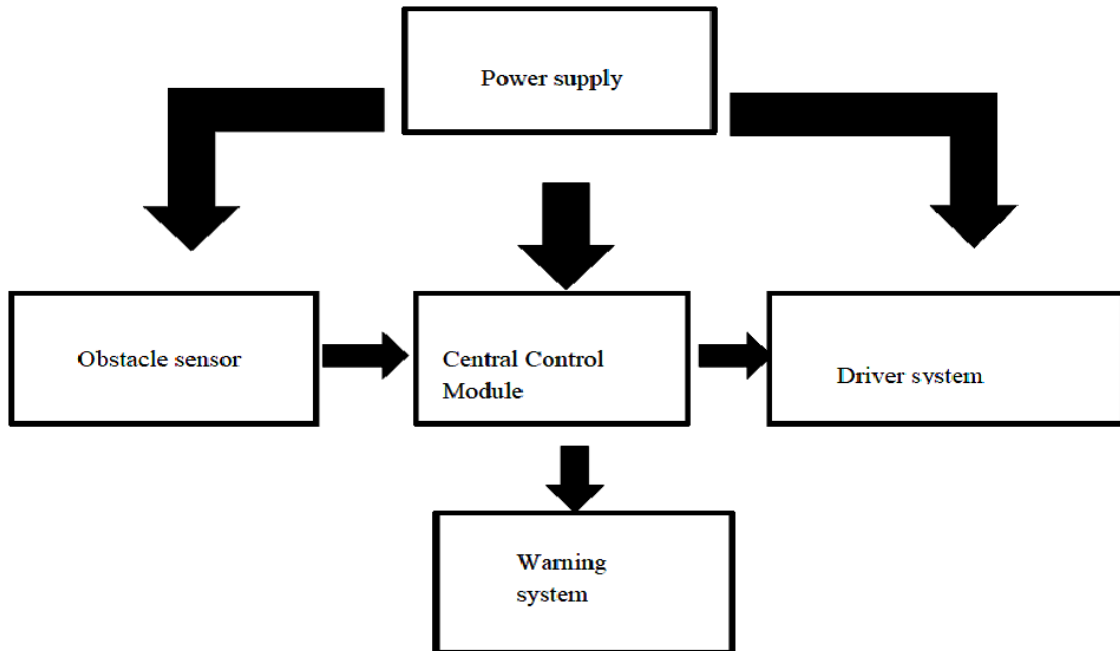 Power supply
Obstacle sensor
Central Control
Module
Driver system
Warning
system